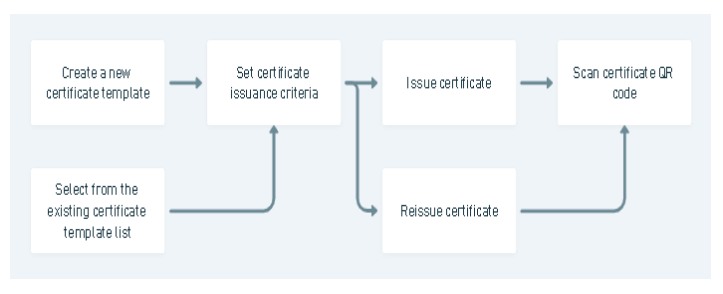 Create a new
certificate template
Set certificate
issuance criteria
Issue certificate
Scan certificate QR
code
Select from the
existing certificate
template list
Reissue certificate